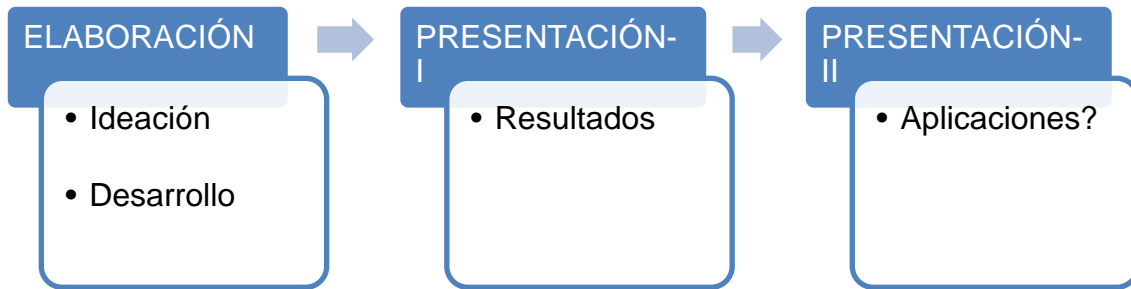 ELABORACIÓN
• Ideación
• Desarrollo
PRESENTACIÓN-
I
• Resultados
PRESENTACIÓN-
II
• Aplicaciones?